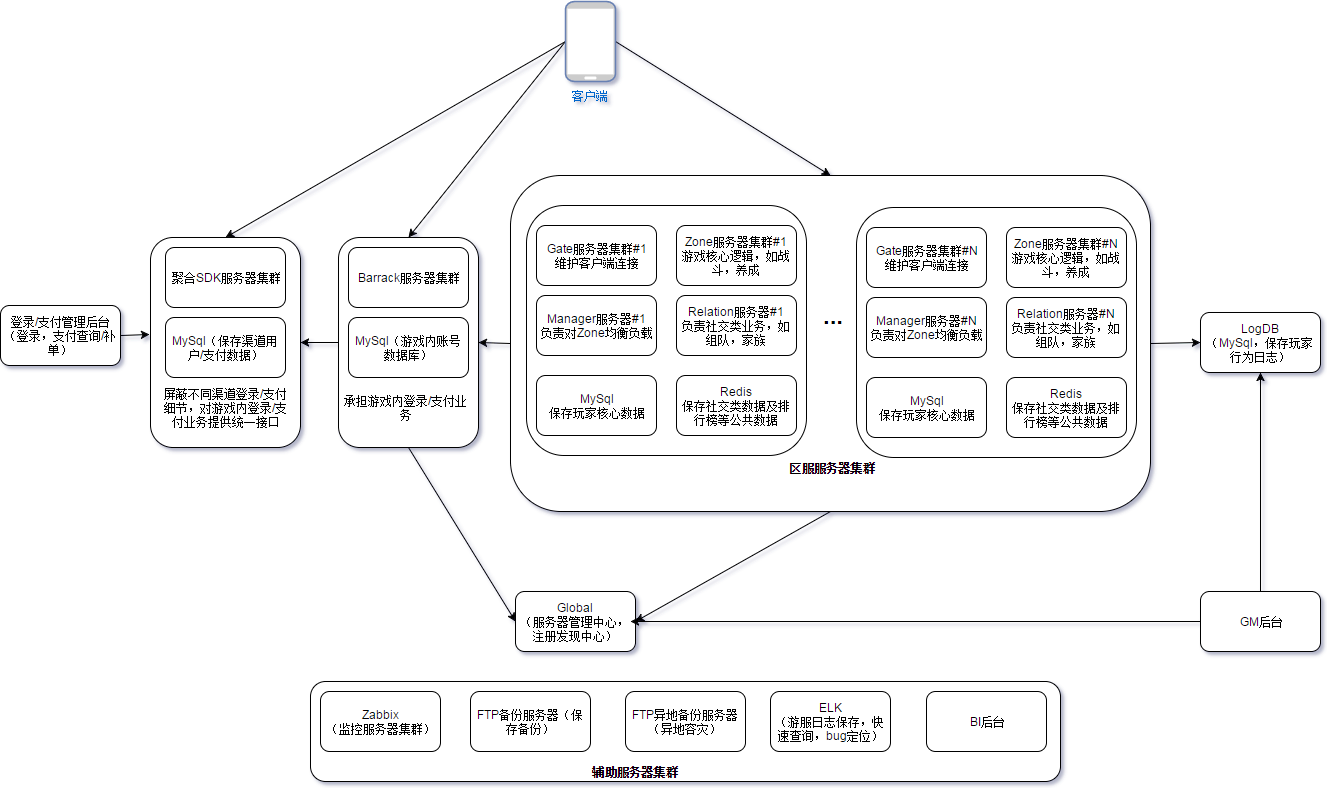 客户端
登录/支付管理后台
（登录，支付查询/补
单）
聚合SDK服务器集群
MySql（保存渠道用
户/支付数据）
屏蔽不同渠道登录/支付
细节，对游戏内登录/支
付业务提供统一接口
Barrack服务器集群
MySql（游戏内账号
数据库）
承担游戏内登录/支付业
务
Gate服务器集群#1
维护客户端连接
Zone服务器集群#1
游戏核心逻辑，如战
斗，养成
Manager服务器#1
负责对Zone均衡负载
Relation服务器#1
负责社交类业务，如
组队，家族
MySql
保存玩家核心数据
Redis
保存社交类数据及排
行榜等公共数据
...
Gate服务器集群#N
维护客户端连接
Zone服务器集群#N
游戏核心逻辑，如战
斗，养成
Manager服务器#N
负责对Zone均衡负载
Relation服务器#N
负责社交类业务，如
组队，家族
MySql
保存玩家核心数据
Redis
保存社交类数据及排
行榜等公共数据
区服服务器集群
LogDB
（MySql，保存玩家
行为日志）
Global
（服务器管理中心，
注册发现中心）
GM后台
Zabbix
（监控服务器集群）
FTP备份服务器（保
存备份）
FTP异地备份服务器
（异地容灾）
ELK
（游服日志保存，快
速查询，bug定位）
BI后台
辅助服务器集群